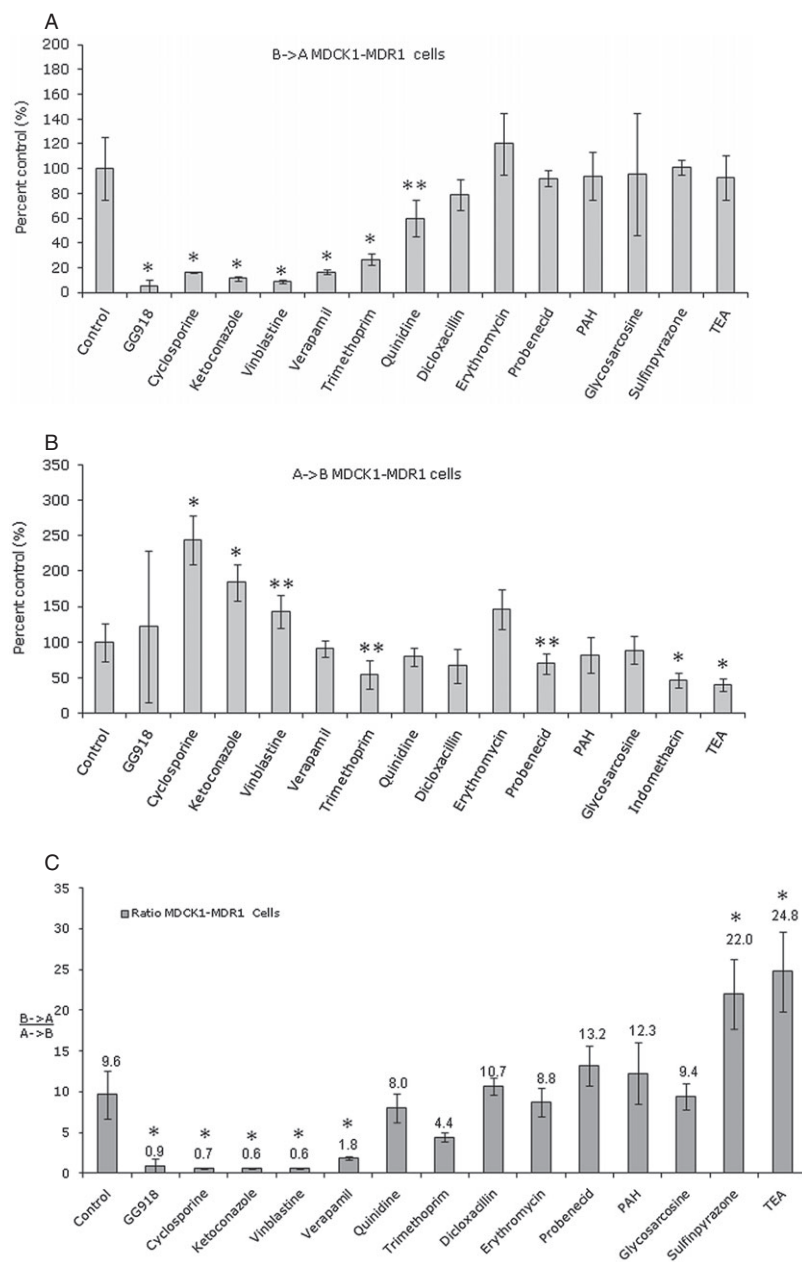 A
B->A MDCK1-MDR1 cells
Percent control (%)
200
180
160
140
120
100
80
60
40
20
0
* * * * * * **
Control GG918 Cyclosporine Ketoconazole Vinblastine Verapamil Trimethoprim Quinidine Dicloxacillin Erythromycin Probenecid PAH Glycosarcosine Sulfinpyrazone TEA
B
A->B MDCK1-MDR1 cells
Percent control (%)
350
300
250
200
150
100
50
0
* * ** ** ** * *
Control GG918 Cyclosporine Ketoconazole Vinblastine Verapamil Trimethoprim Quinidine Dicloxacillin Erythromycin Probenecid PAH Glycosarcosine Indomethacin TEA
C
Ratio MDCK1-MDR1 Cells
B->A
A->B
35
30
25
20
15
10
5
0
* * * * * * *
9.6 0.9 0.7 0.6 0.6 1.8 8.0 4.4 10.7 8.8 13.2 12.3 9.4 22.0 24.8
Control GG918 Cyclosporine Ketoconazole Vinblastine Verapamil Quinidine Trimethoprim Dicloxacillin Erythromycin Probenecid PAH Glycosarcosine Sulfinpyrazone TEA